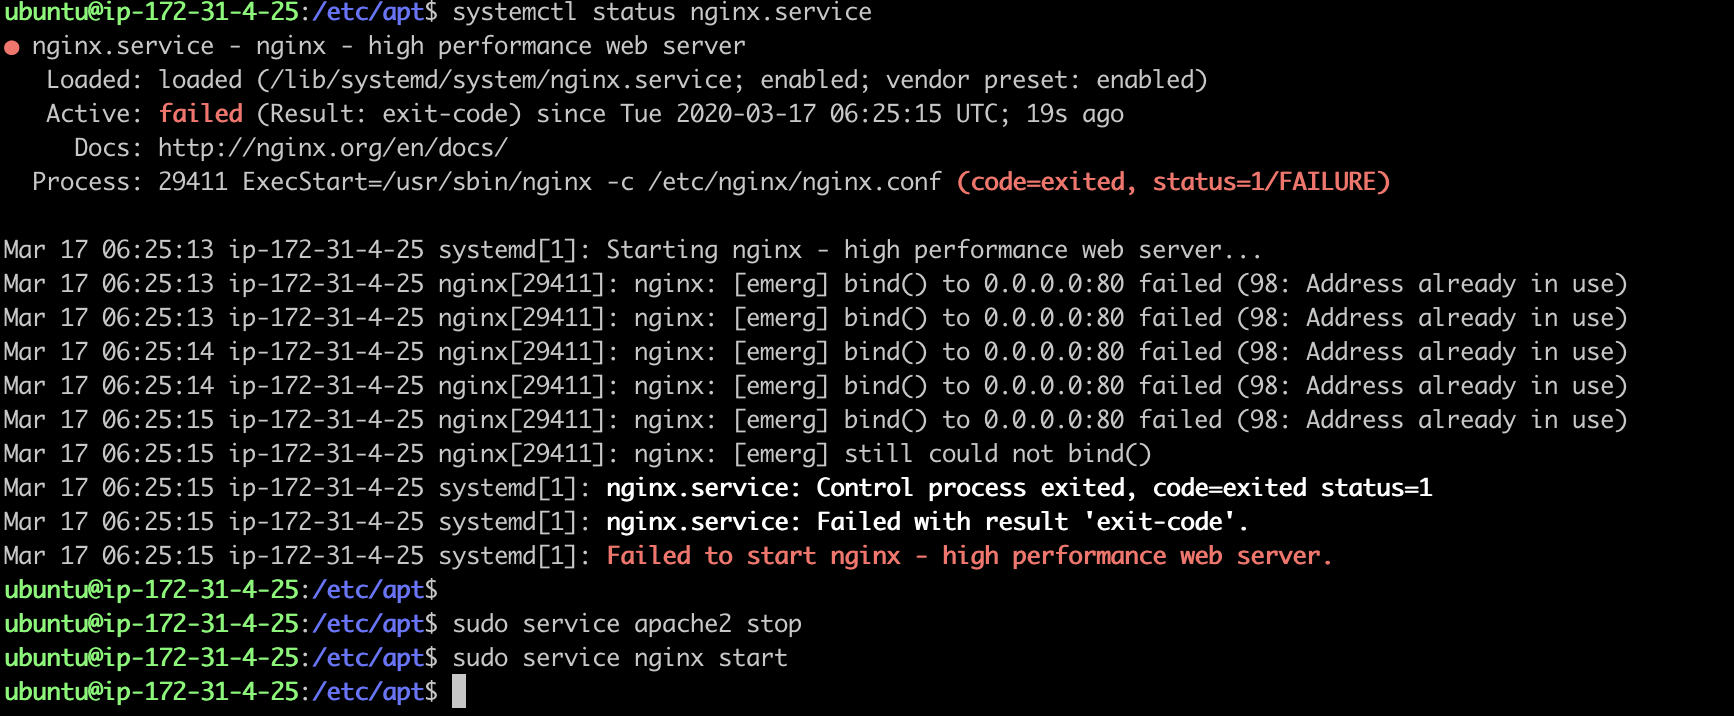 ubuntu@ip-172-31-4-25:/etc/apt$ systemctl status nginx.service
● nginx.service - nginx - high performance web server
   Loaded: loaded (/lib/systemd/system/nginx.service; enabled; vendor preset: enabled)
   Active: failed (Result: exit-code) since Tue 2020-03-17 06:25:15 UTC; 19s ago
     Docs: http://nginx.org/en/docs/
  Process: 29411 ExecStart=/usr/sbin/nginx -c /etc/nginx/nginx.conf (code=exited, status=1/FAILURE)

Mar 17 06:25:13 ip-172-31-4-25 systemd[1]: Starting nginx - high performance web server...
Mar 17 06:25:13 ip-172-31-4-25 nginx[29411]: nginx: [emerg] bind() to 0.0.0.0:80 failed (98: Address already in use)
Mar 17 06:25:13 ip-172-31-4-25 nginx[29411]: nginx: [emerg] bind() to 0.0.0.0:80 failed (98: Address already in use)
Mar 17 06:25:14 ip-172-31-4-25 nginx[29411]: nginx: [emerg] bind() to 0.0.0.0:80 failed (98: Address already in use)
Mar 17 06:25:14 ip-172-31-4-25 nginx[29411]: nginx: [emerg] bind() to 0.0.0.0:80 failed (98: Address already in use)
Mar 17 06:25:15 ip-172-31-4-25 nginx[29411]: nginx: [emerg] bind() to 0.0.0.0:80 failed (98: Address already in use)
Mar 17 06:25:15 ip-172-31-4-25 nginx[29411]: nginx: [emerg] still could not bind()
Mar 17 06:25:15 ip-172-31-4-25 systemd[1]: nginx.service: Control process exited, code=exited status=1
Mar 17 06:25:15 ip-172-31-4-25 systemd[1]: nginx.service: Failed with result 'exit-code'.
Mar 17 06:25:15 ip-172-31-4-25 systemd[1]: Failed to start nginx - high performance web server.
ubuntu@ip-172-31-4-25:/etc/apt$
ubuntu@ip-172-31-4-25:/etc/apt$ sudo service apache2 stop
ubuntu@ip-172-31-4-25:/etc/apt$ sudo service nginx start
ubuntu@ip-172-31-4-25:/etc/apt$